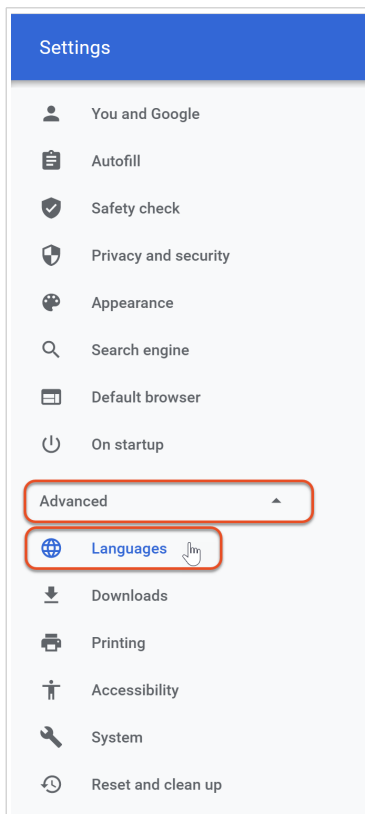 Settings
You and Google
Autofill
Safety check
Privacy and security
Appearance
Search engine
Default browser
On startup
Advanced
Languages
Downloads
Printing
Accessibility
System
Reset and clean up